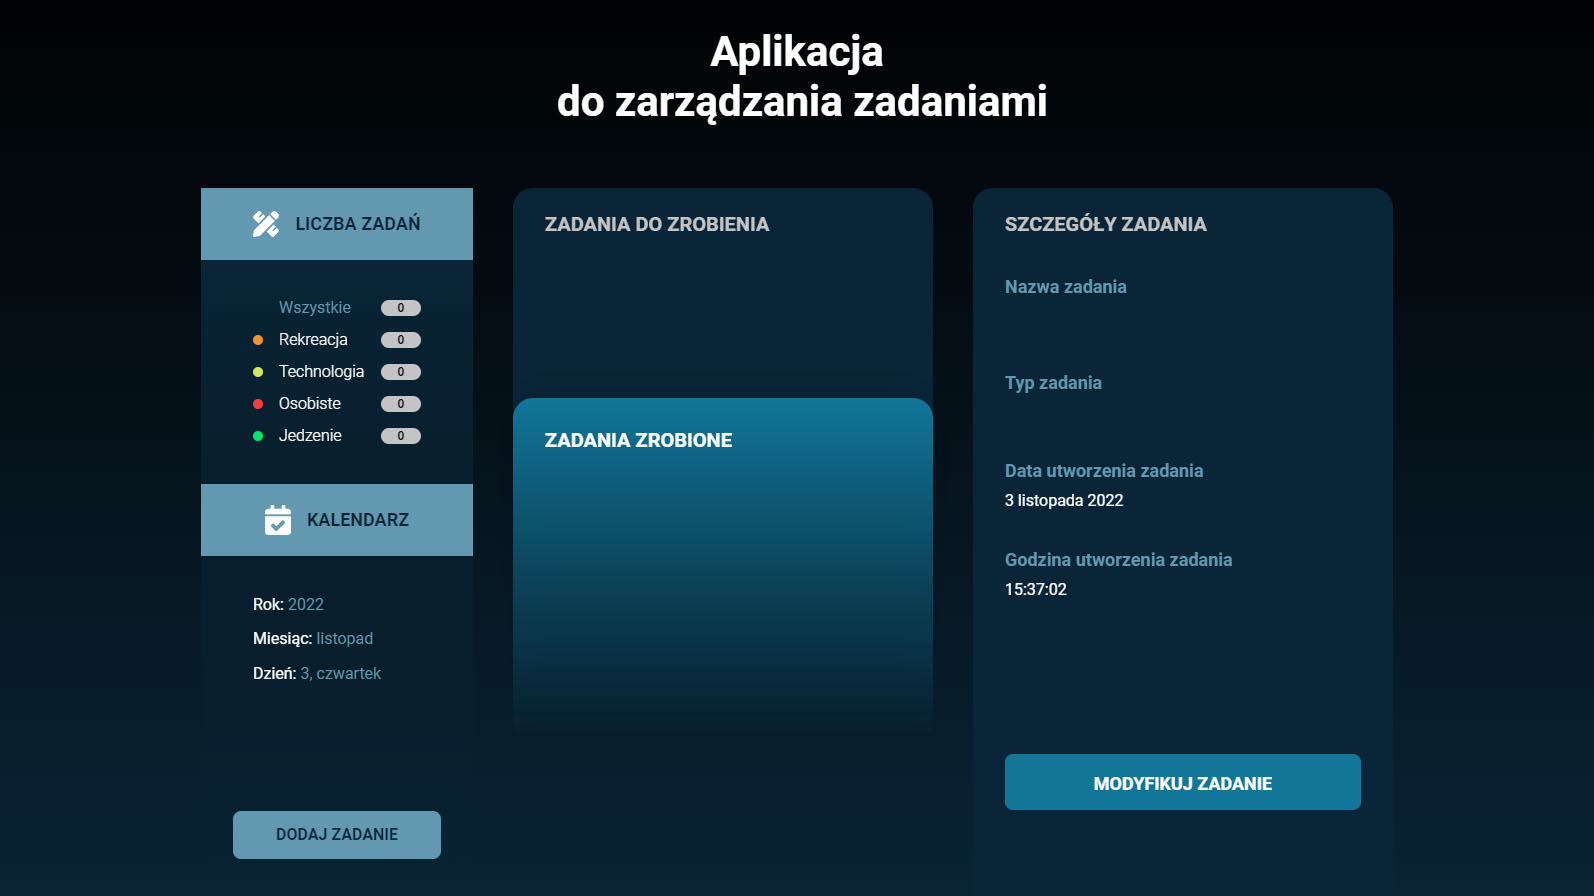 Aplikacja
do zarządzania zadaniami
LICZBA ZADAŃ
Wszystkie 0
Rekreacja 0
Technologia 0
Osobiste 0
Jedzenie 0
KALENDARZ
Rok: 2022
Miesiąc: listopad
Dzień: 3, czwartek
DODAJ ZADANIE
ZADANIA DO ZROBIENIA
ZADANIA ZROBIONE
SZCZEGÓŁY ZADANIA
Nazwa zadania
Typ zadania
Data utworzenia zadania
3 listopada 2022
Godzina utworzenia zadania
15:37:02
MODYFIKUJ ZADANIE